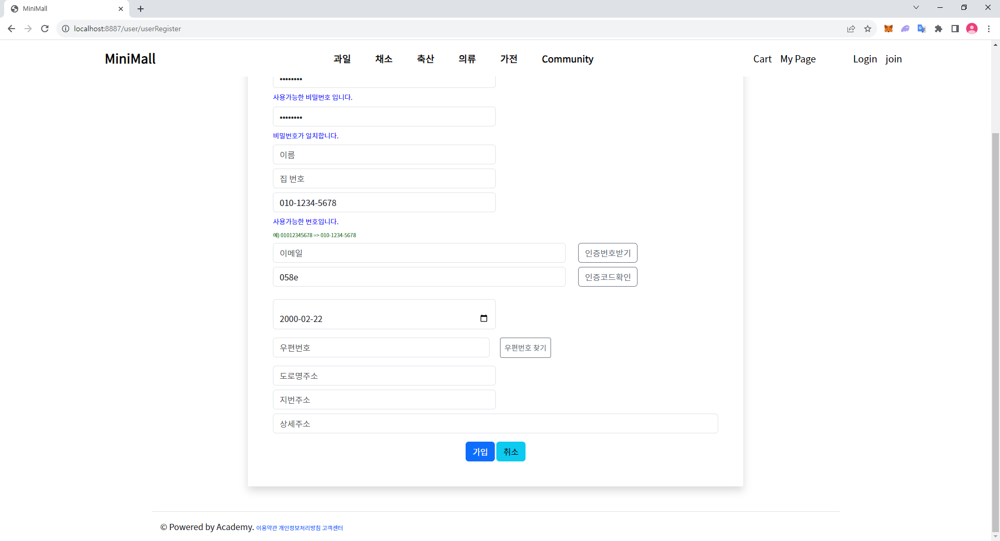 MiniMall
localhost:8887/user/userRegister
MiniMall 과일 채소 축산 의류 가전 Community Cart My Page Login join
••••••••
사용가능한 비밀번호 입니다.
••••••••
비밀번호가 일치합니다.
이름
집 번호
010-1234-5678
사용가능한 번호입니다.
예) 01012345678 => 010-1234-5678
이메일 인증번호받기
058e 인증코드확인
2000-02-22
우편번호 우편번호 찾기
도로명주소
지번주소
상세주소
가입 취소
© Powered by Academy. 이용약관 개인정보처리방침 고객센터